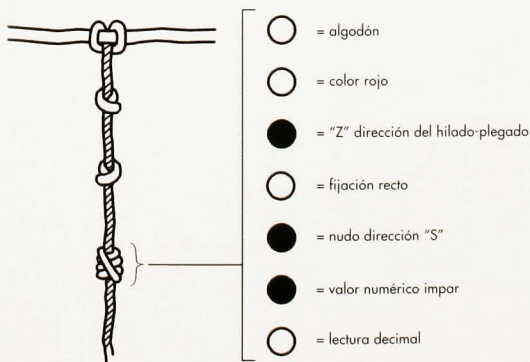 = algodón
= color rojo
= "Z" dirección del hilado-plegado
= fijación recto
= nudo dirección "S"
= valor numérico impar
= lectura decimal